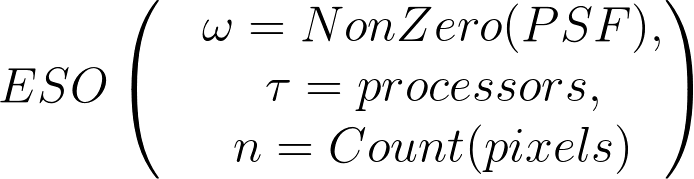 ω = NonZero(PSF),
ESO ( τ = processors, )
n = Count(pixels)